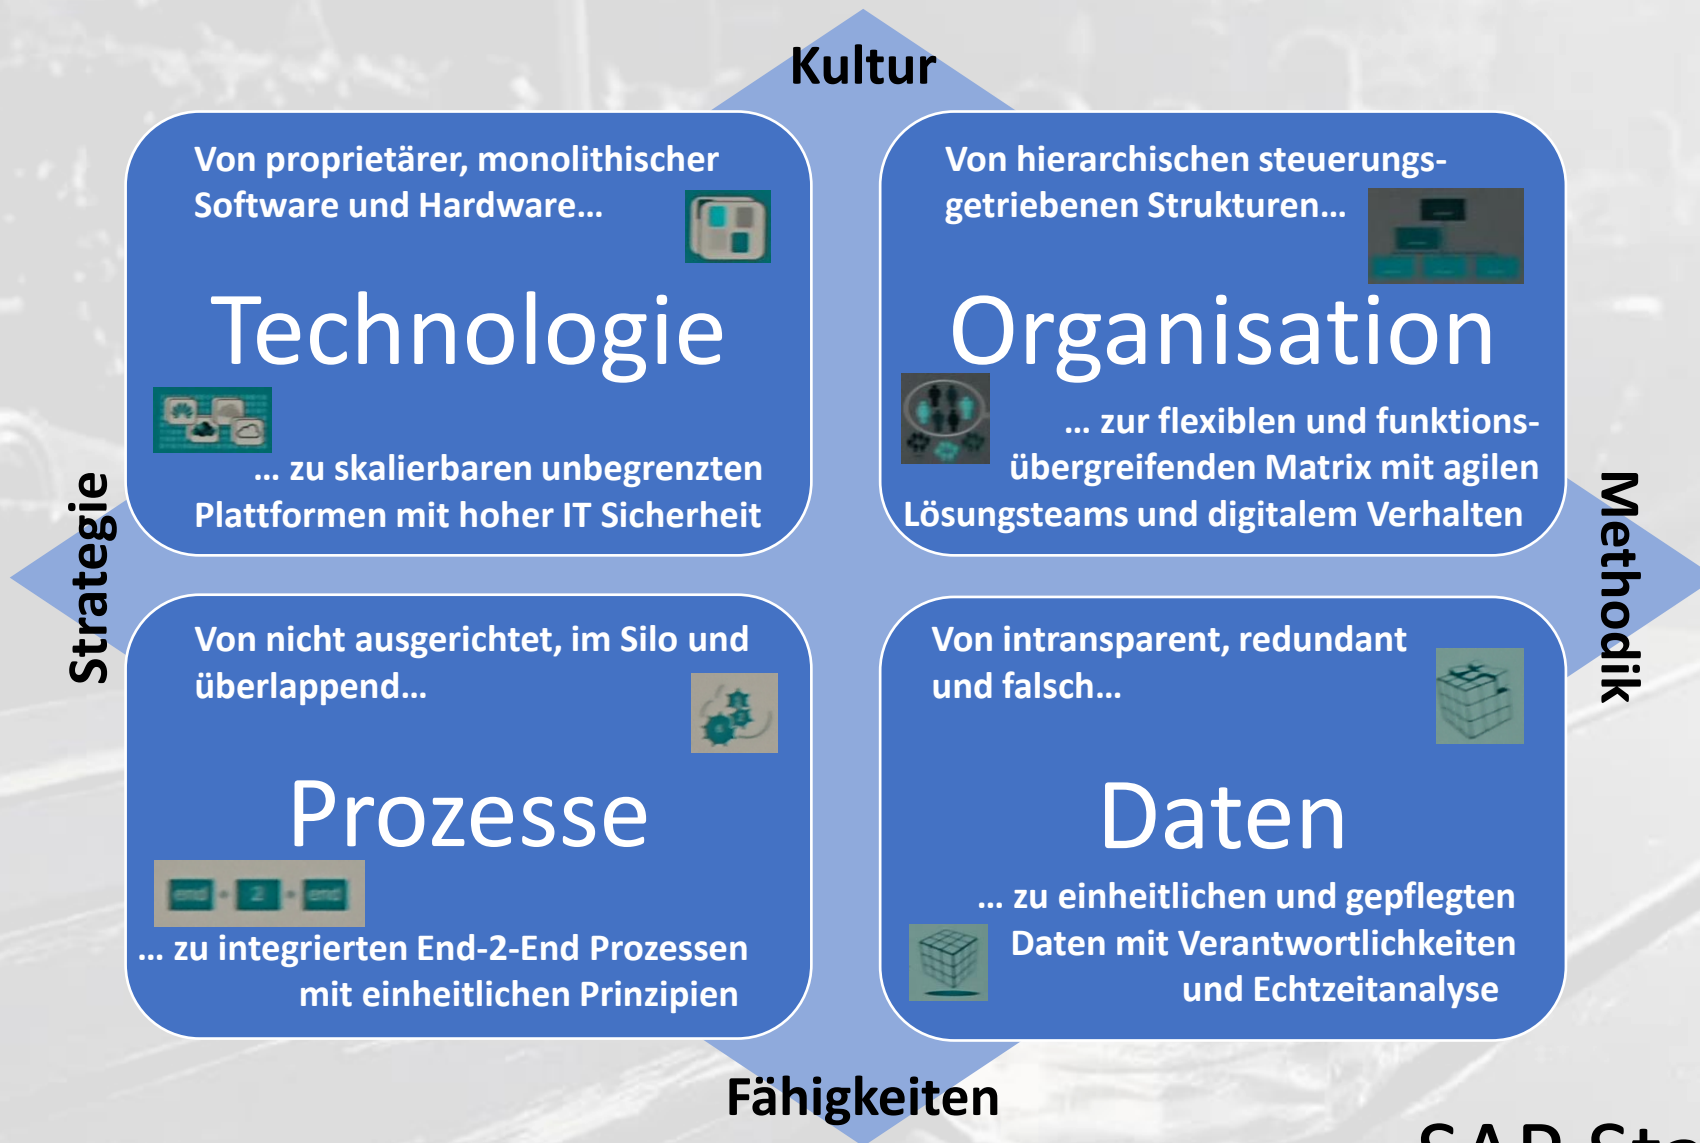 Kultur
Von proprietärer, monolithischer
Software und Hardware...
Technologie
... zu skalierbaren unbegrenzten
Plattformen mit hoher IT Sicherheit
Von hierarchischen steuerungs-
getriebenen Strukturen...
Organisation
... zur flexiblen und funktions-
übergreifenden Matrix mit agilen
Lösungsteams und digitalem Verhalten
Strategie
Methodik
Von nicht ausgerichtet, im Silo und
überlappend...
Prozesse
end 2 end
... zu integrierten End-2-End Prozessen
mit einheitlichen Prinzipien
Von intransparent, redundant
und falsch...
Daten
... zu einheitlichen und gepflegten
Daten mit Verantwortlichkeiten
und Echtzeitanalyse
Fähigkeiten